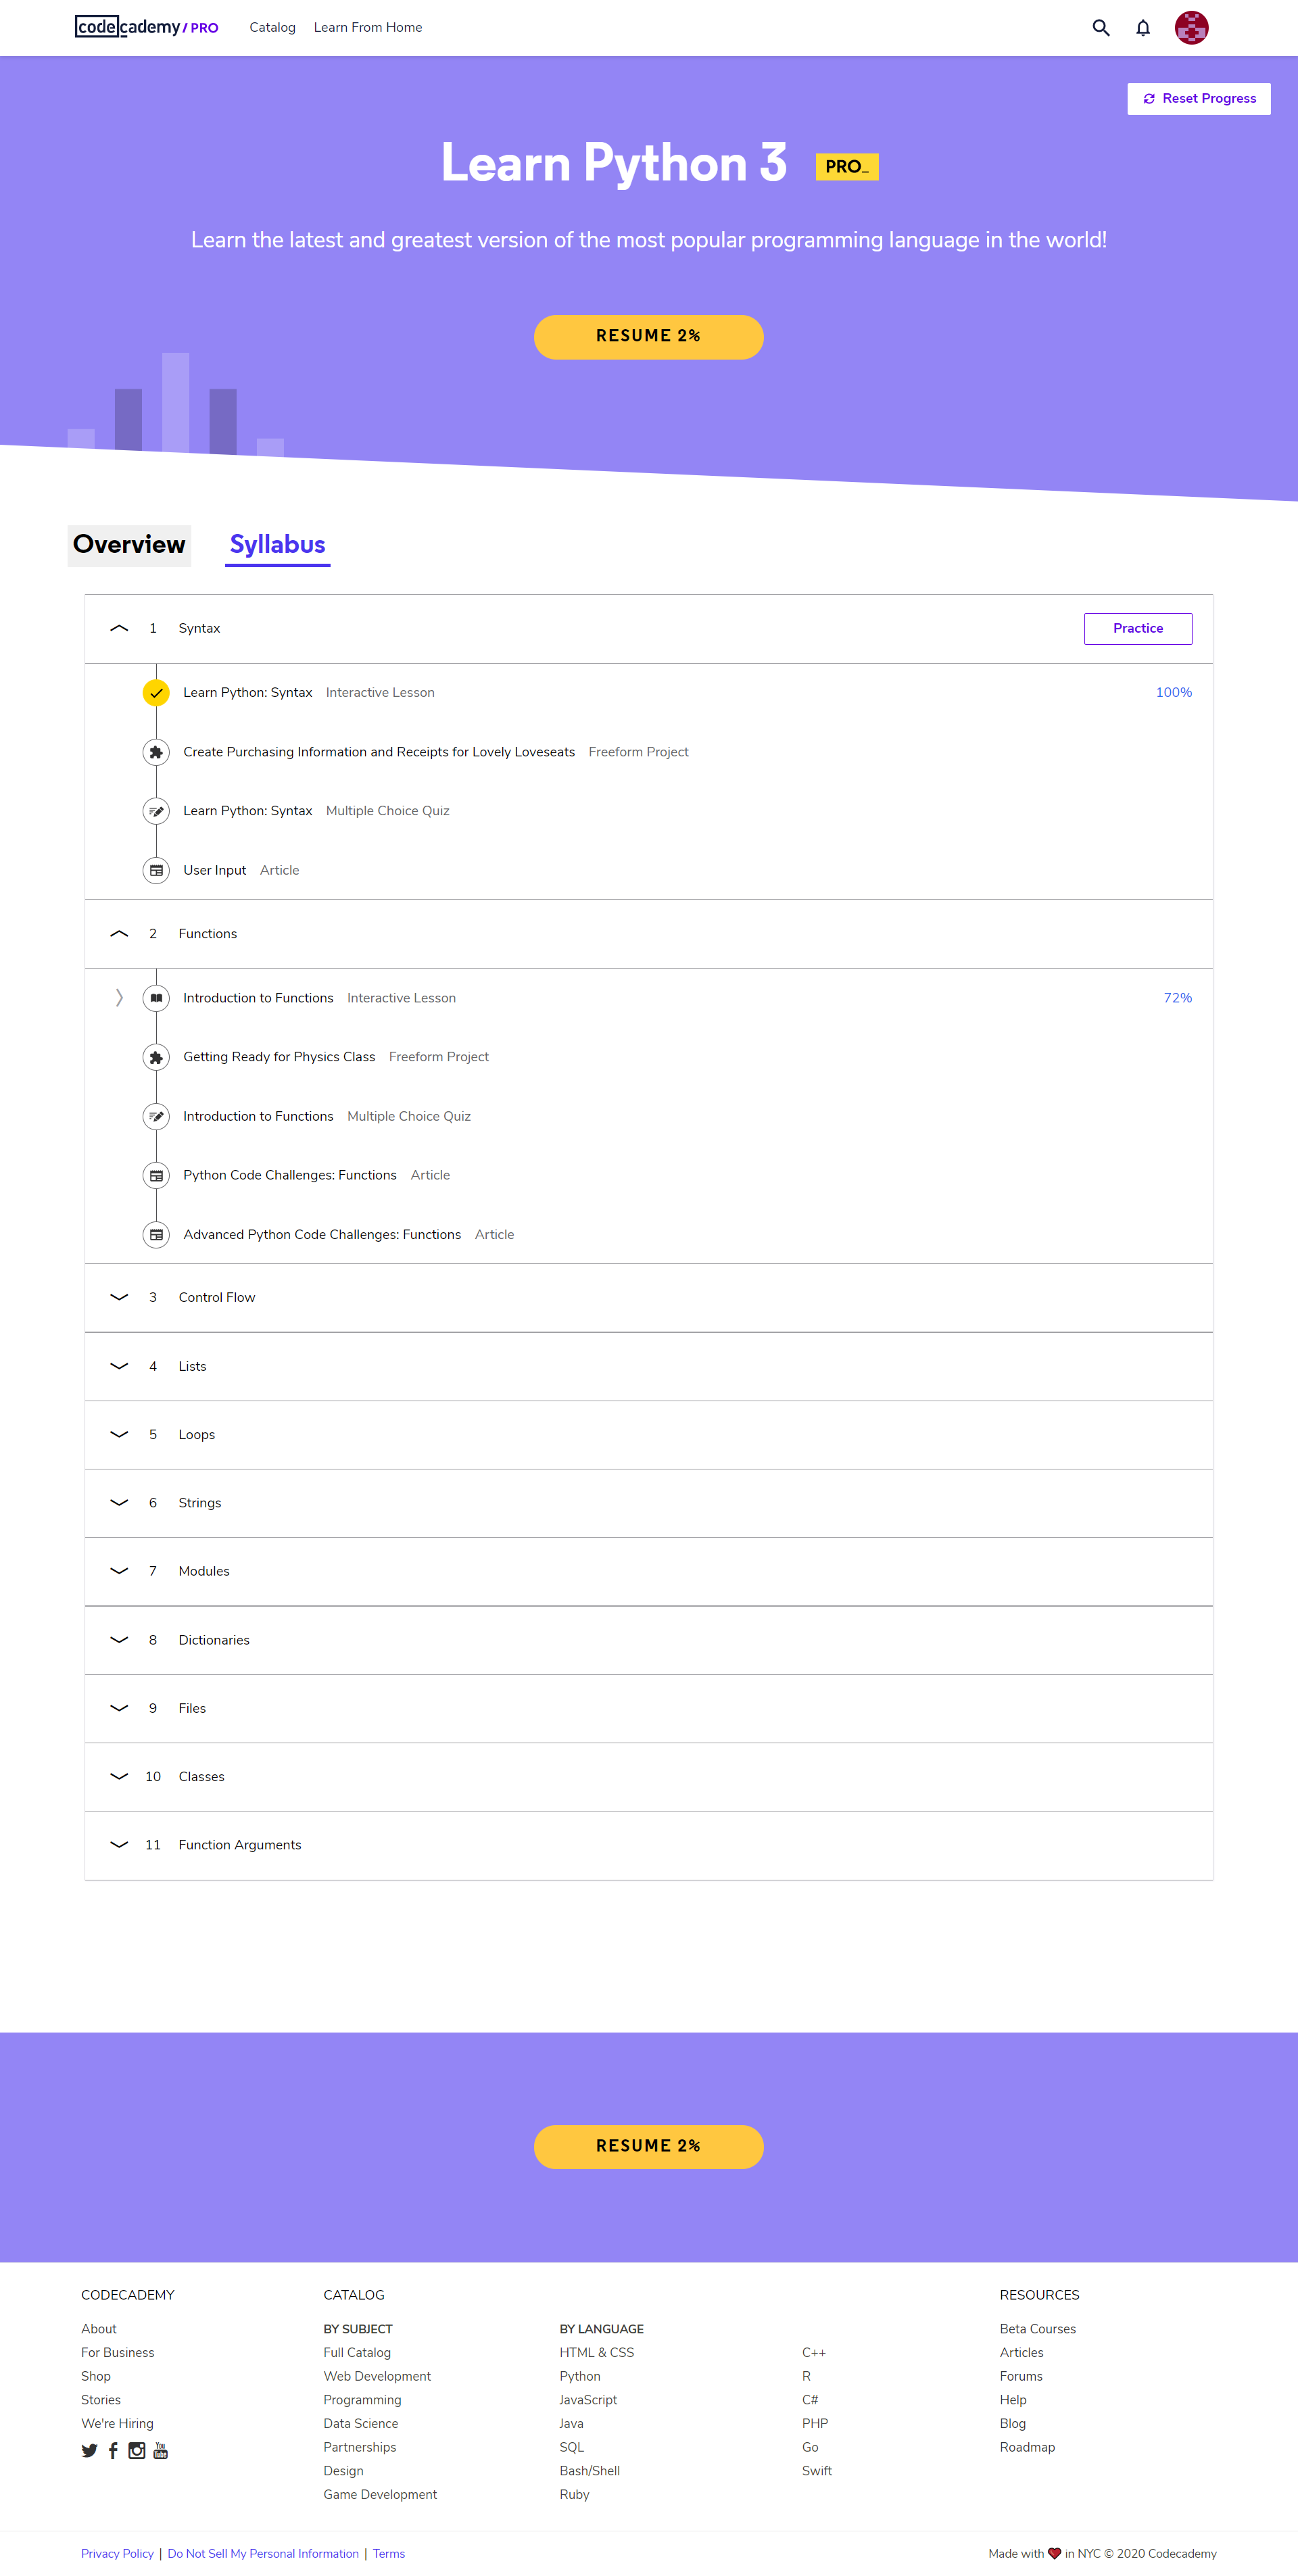 codecademy / PRO Catalog Learn From Home
Reset Progress
Learn Python 3 PRO_
Learn the latest and greatest version of the most popular programming language in the world!
RESUME 2%
Overview Syllabus
1 Syntax Practice
Learn Python: Syntax Interactive Lesson 100%
Create Purchasing Information and Receipts for Lovely Loveseats Freeform Project
Learn Python: Syntax Multiple Choice Quiz
User Input Article
2 Functions
Introduction to Functions Interactive Lesson 72%
Getting Ready for Physics Class Freeform Project
Introduction to Functions Multiple Choice Quiz
Python Code Challenges: Functions Article
Advanced Python Code Challenges: Functions Article
3 Control Flow
4 Lists
5 Loops
6 Strings
7 Modules
8 Dictionaries
9 Files
10 Classes
11 Function Arguments
RESUME 2%
CODECADEMY
About
For Business
Shop
Stories
We're Hiring
You Tube
CATALOG
BY SUBJECT
Full Catalog
Web Development
Programming
Data Science
Partnerships
Design
Game Development
BY LANGUAGE
HTML & CSS
Python
JavaScript
Java
SQL
Bash/Shell
Ruby
C++
R
C#
PHP
Go
Swift
RESOURCES
Beta Courses
Articles
Forums
Help
Blog
Roadmap
Privacy Policy | Do Not Sell My Personal Information | Terms
Made with ❤ in NYC © 2020 Codecademy